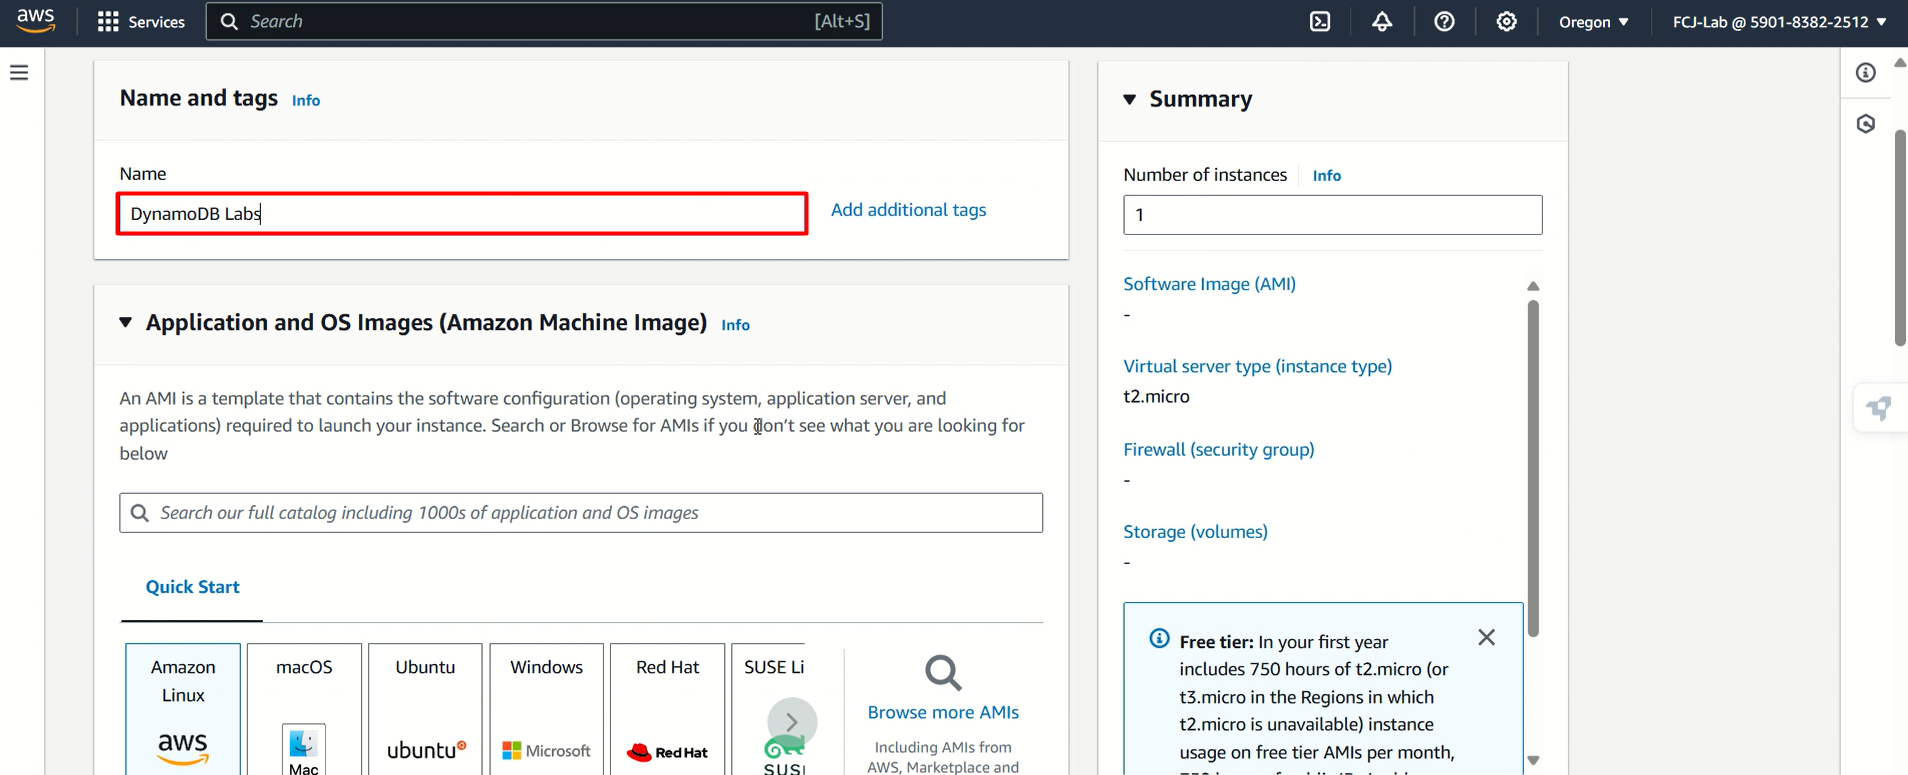 aws
Services
Search
[Alt+S]
Oregon
FCJ-Lab @ 5901-8382-2512
Name and tags Info
Name
DynamoDB Labs
Add additional tags
Application and OS Images (Amazon Machine Image) Info
An AMI is a template that contains the software configuration (operating system, application server, and
applications) required to launch your instance. Search or Browse for AMIs if you don't see what you are looking for
below
Search our full catalog including 1000s of application and OS images
Quick Start
Amazon
Linux
aws
macOS
Mac
Ubuntu
ubuntu
Windows
Microsoft
Red Hat
Red Hat
SUSE Li
Browse more AMIs
Including AMIs from
AWS, Marketplace and
Summary
Number of instances Info
1
Software Image (AMI)
-
Virtual server type (instance type)
t2.micro
Firewall (security group)
-
Storage (volumes)
-
Free tier: In your first year
includes 750 hours of t2.micro (or
t3.micro in the Regions in which
t2.micro is unavailable) instance
usage on free tier AMIs per month,